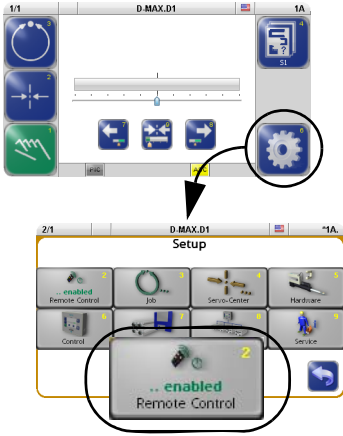 1/1 D-MAX.D1 1A
3
4
S1
2
1
7 8 9
6
2/1 D-MAX.D1 *1A.
Setup
2 3 4 5
.. enabled
Remote Control Job Servo-Center Hardware
6 7 8 9
Control Service
2
.. enabled
Remote Control